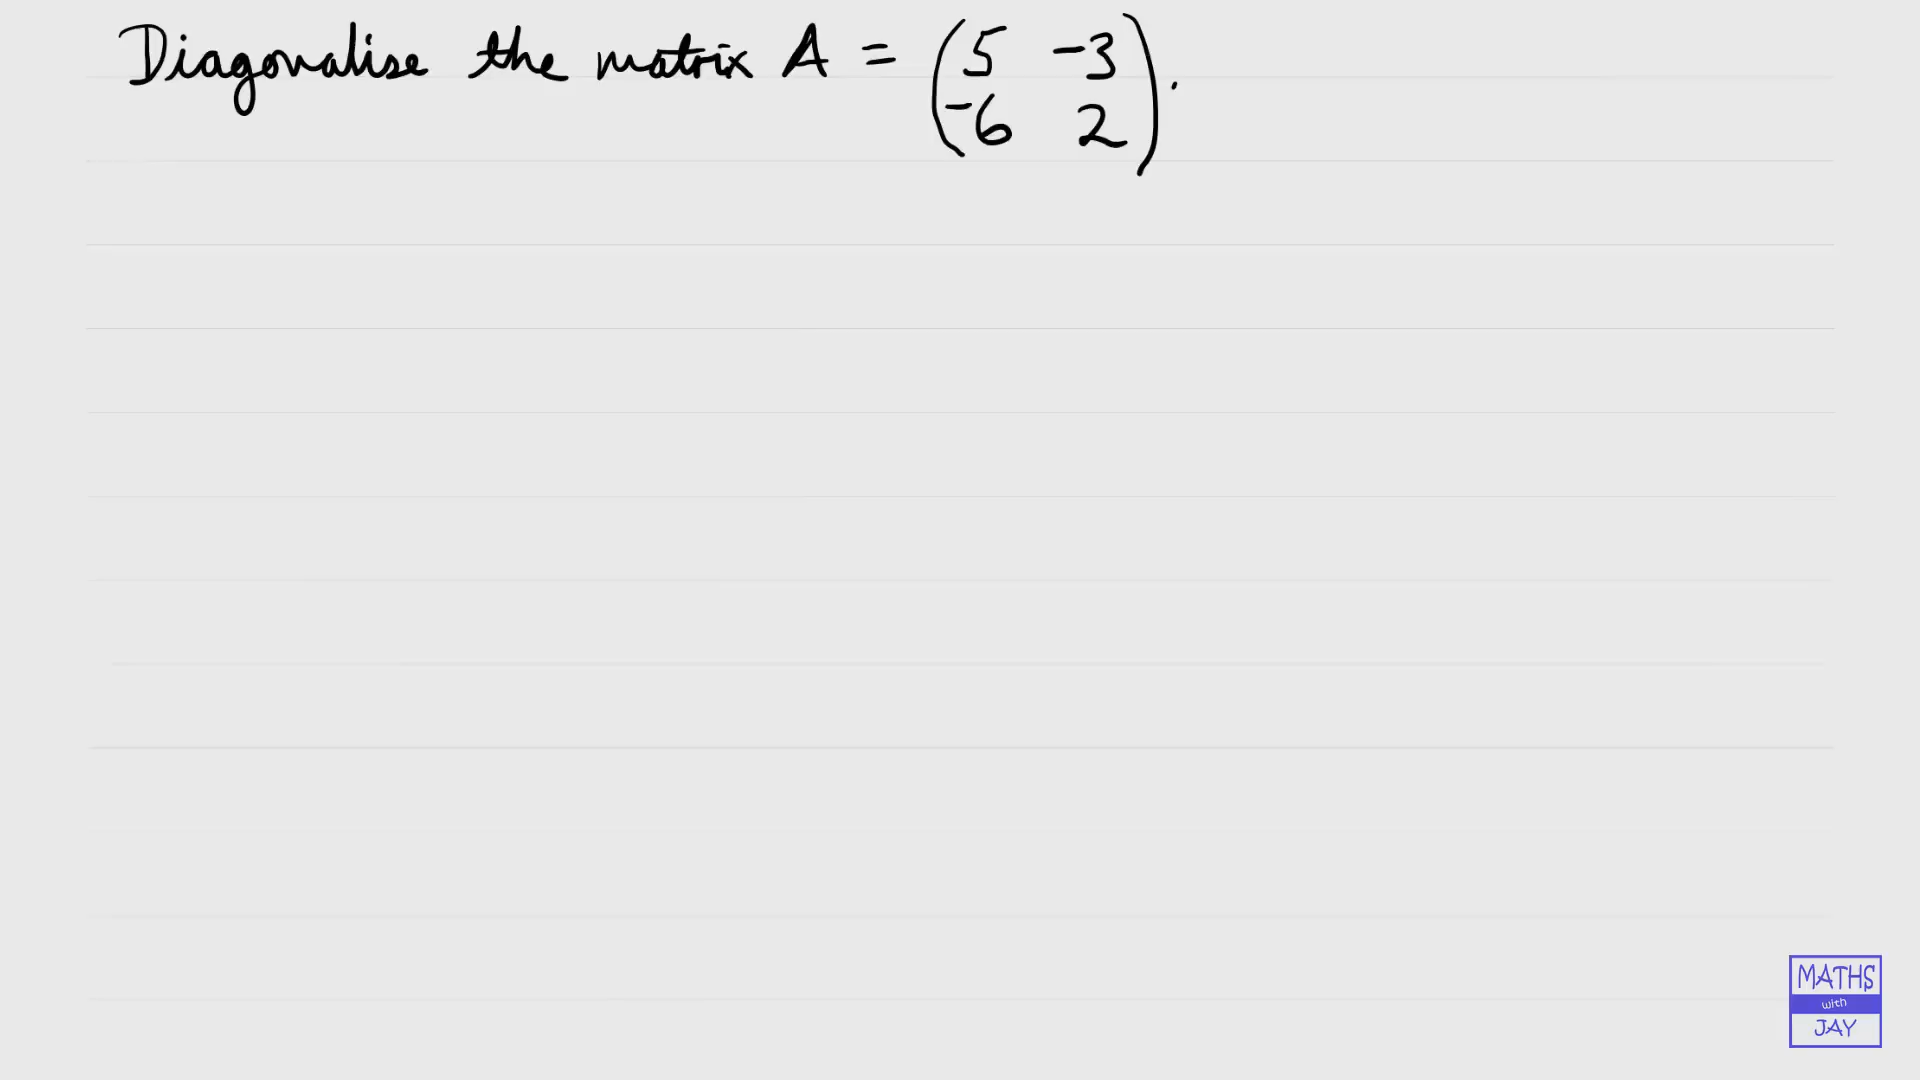 Diagonalise the matrix A = (5 -3
-6 2).
MATHS
with
JAY